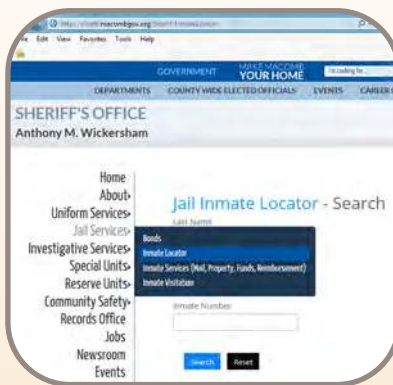 File Edit View Favorites Tools Help
GOVERNMENT MAKE MACOMB YOUR HOME
DEPARTMENTS COUNTY WIDE ELECTED OFFICIALS EVENTS CAREER
SHERIFF'S OFFICE
Anthony M. Wickersham
Home
About
Uniform Services
Jail Services
Investigative Services
Special Units
Reserve Units
Community Safety
Records Office
Jobs
Newsroom
Events
Jail Inmate Locator - Search
Last Name
Bonds
Inmate Locator
Inmate Services (Mail, Property, Funds, Reimbursement)
Inmate Visitation
Inmate Number
Search Reset